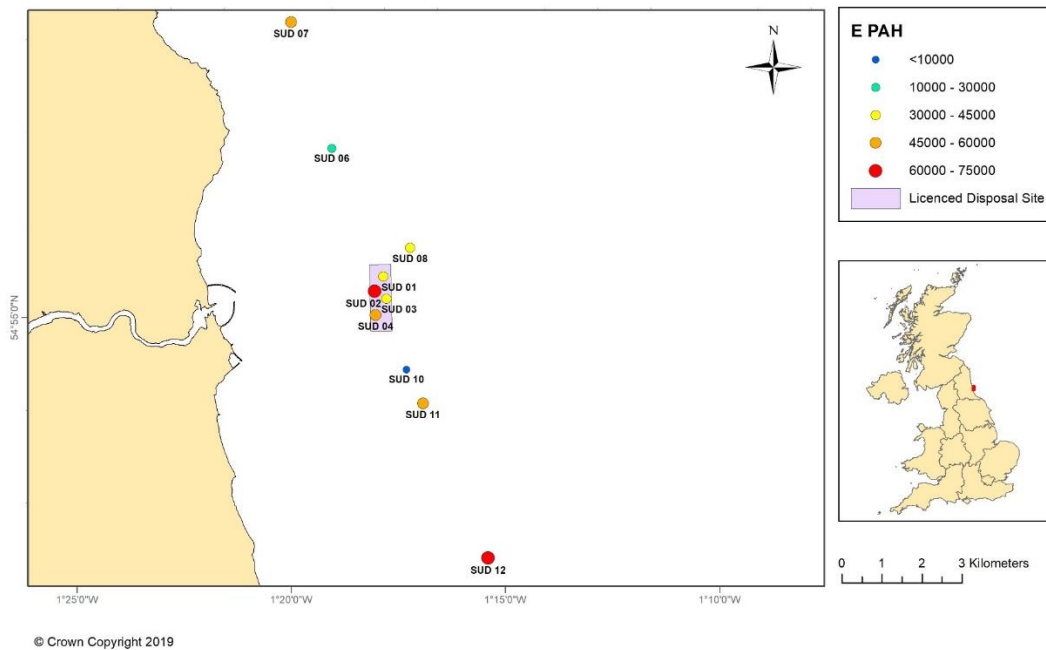 SUD 07
SUD 06
SUD 08
SUD 01
SUD 02
SUD 03
SUD 04
SUD 10
SUD 11
SUD 12
54°55'0"N
1°25'0"W
1°20'0"W
1°15'0"W
1°10'0"W
N
E PAH
<10000
10000 - 30000
30000 - 45000
45000 - 60000
60000 - 75000
Licenced Disposal Site
0 1 2 3 Kilometers
© Crown Copyright 2019